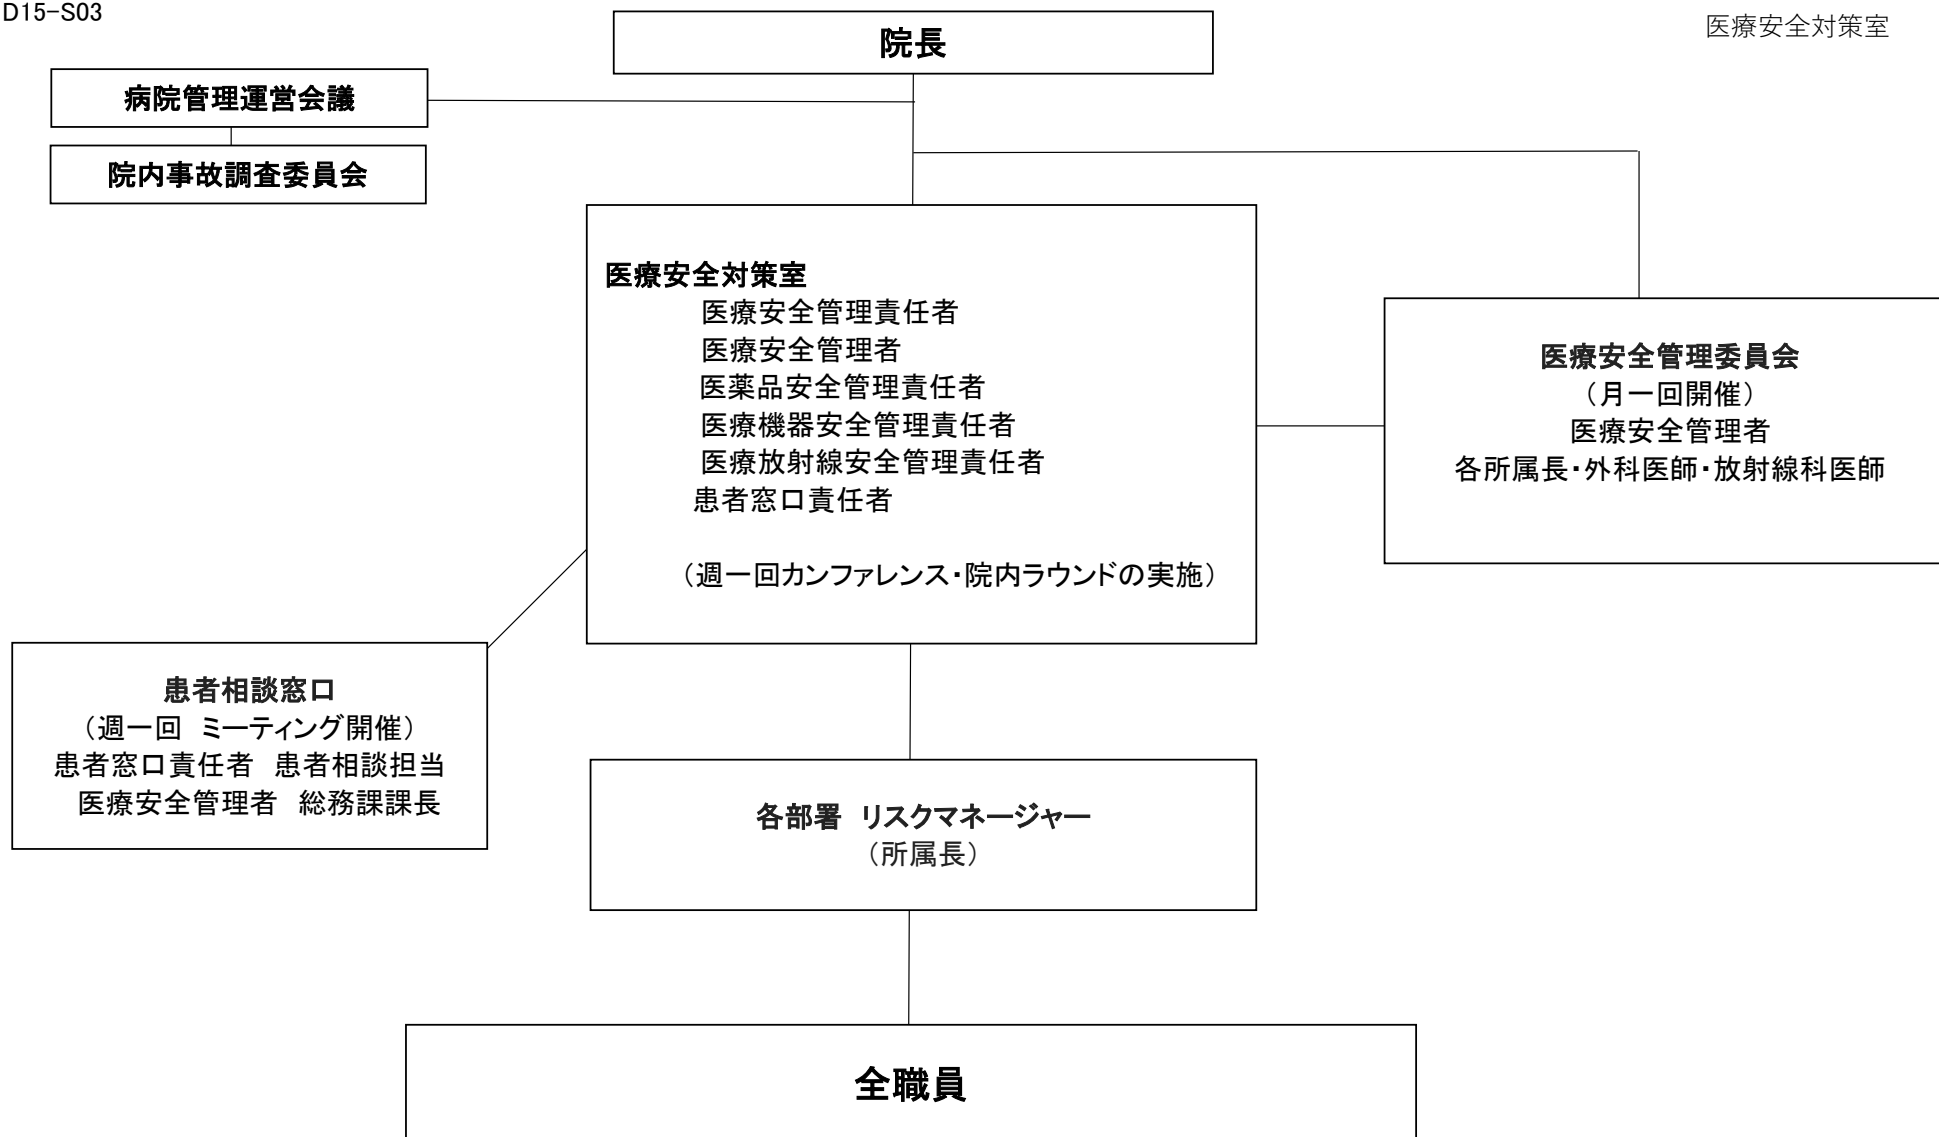 D15-S03
医療安全対策室
院長
病院管理運営会議
院内事故調査委員会
医療安全対策室
医療安全管理責任者
医療安全管理者
医薬品安全管理責任者
医療機器安全管理責任者
医療放射線安全管理責任者
患者窓口責任者
（週一回カンファレンス・院内ラウンドの実施）
医療安全管理委員会
（月一回開催）
医療安全管理者
各所属長・外科医師・放射線科医師
患者相談窓口
（週一回　ミーティング開催）
患者窓口責任者　患者相談担当
医療安全管理者　総務課課長
各部署　リスクマネージャー
（所属長）
全職員